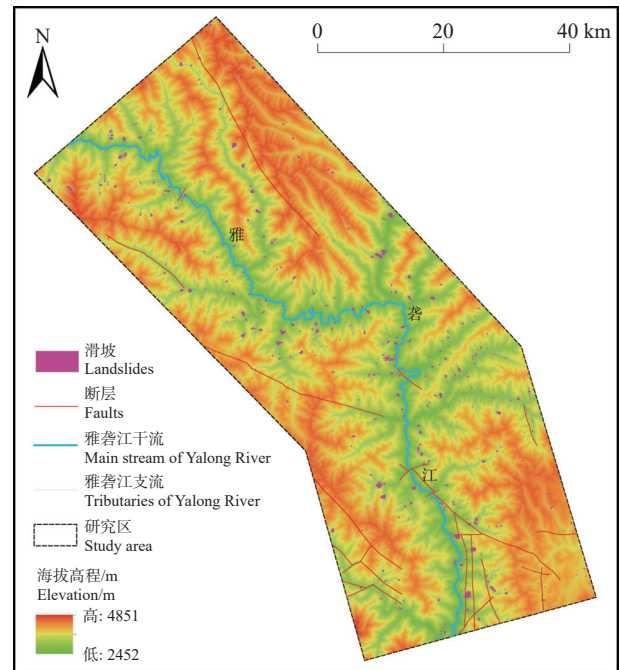 N
0 20 40 km
雅
砻
江
滑坡
Landslides
断层
Faults
雅砻江干流
Main stream of Yalong River
雅砻江支流
Tributaries of Yalong River
研究区
Study area
海拔高程/m
Elevation/m
高: 4851
低: 2452